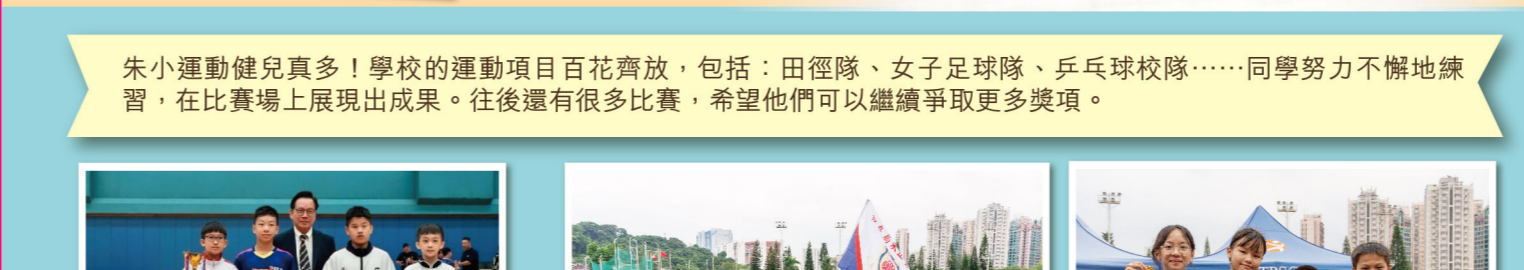 朱小運動健兒真多！學校的運動項目百花齊放，包括：田徑隊、女子足球隊、乒乓球校隊⋯⋯同學努力不懈地練
習，在比賽場上展現出成果。往後還有很多比賽，希望他們可以繼續爭取更多獎項。